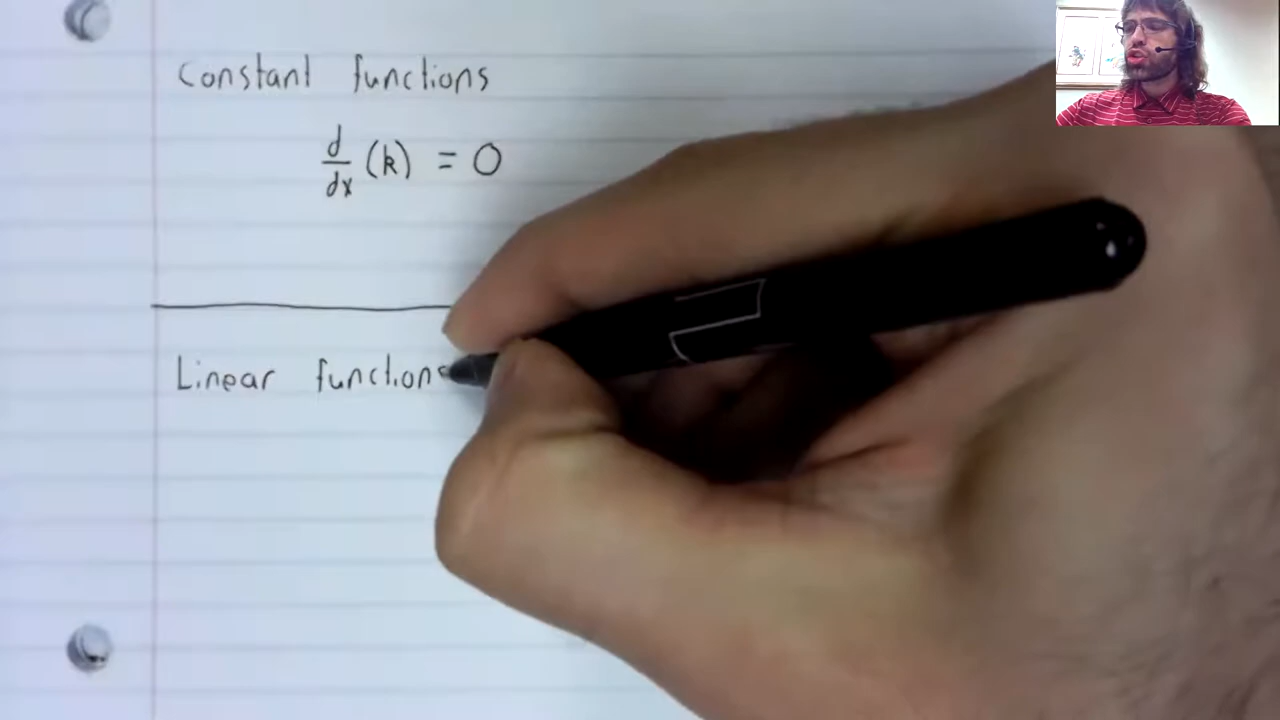 Constant functions
d/dx (k) = 0
Linear functions